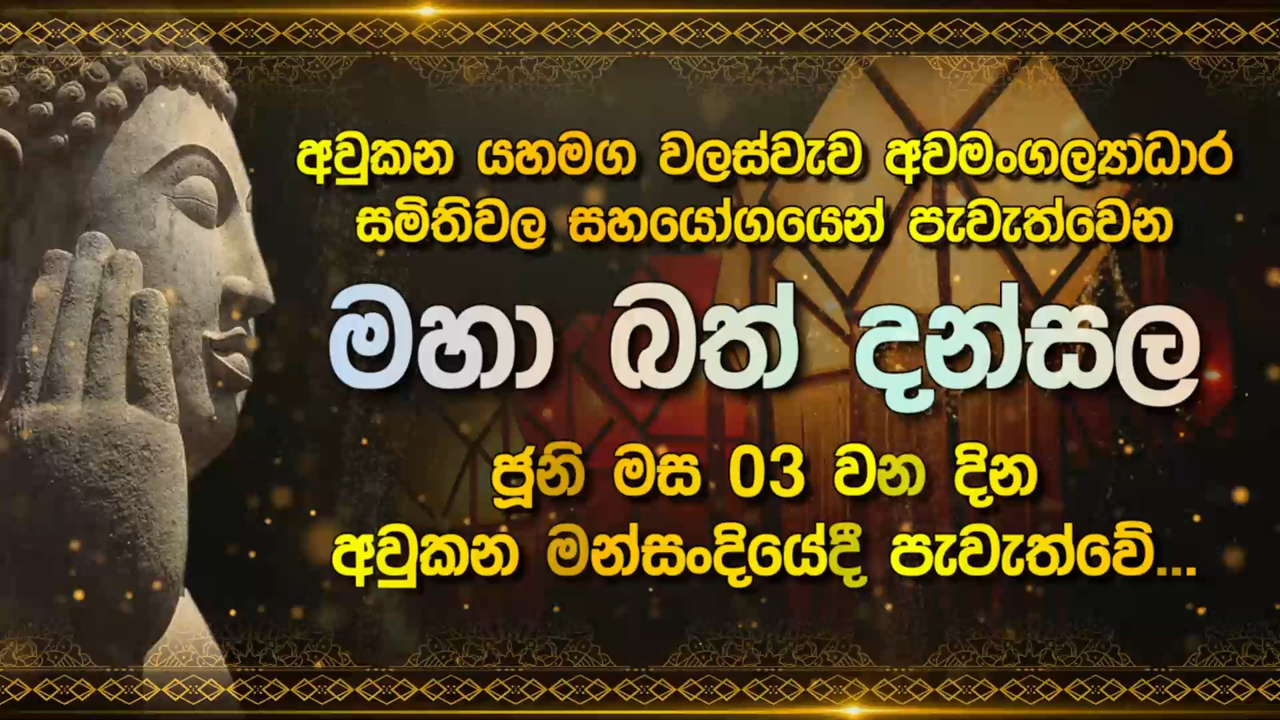 අවුකන යහමග වලස්වැව අවමංගල්‍යාධාර
සමිතිවල සහයෝගයෙන් පැවැත්වෙන
මහා බත් දන්සල
ජූනි මස 03 වන දින
අවුකන මන්සංදියේදී පැවැත්වේ...